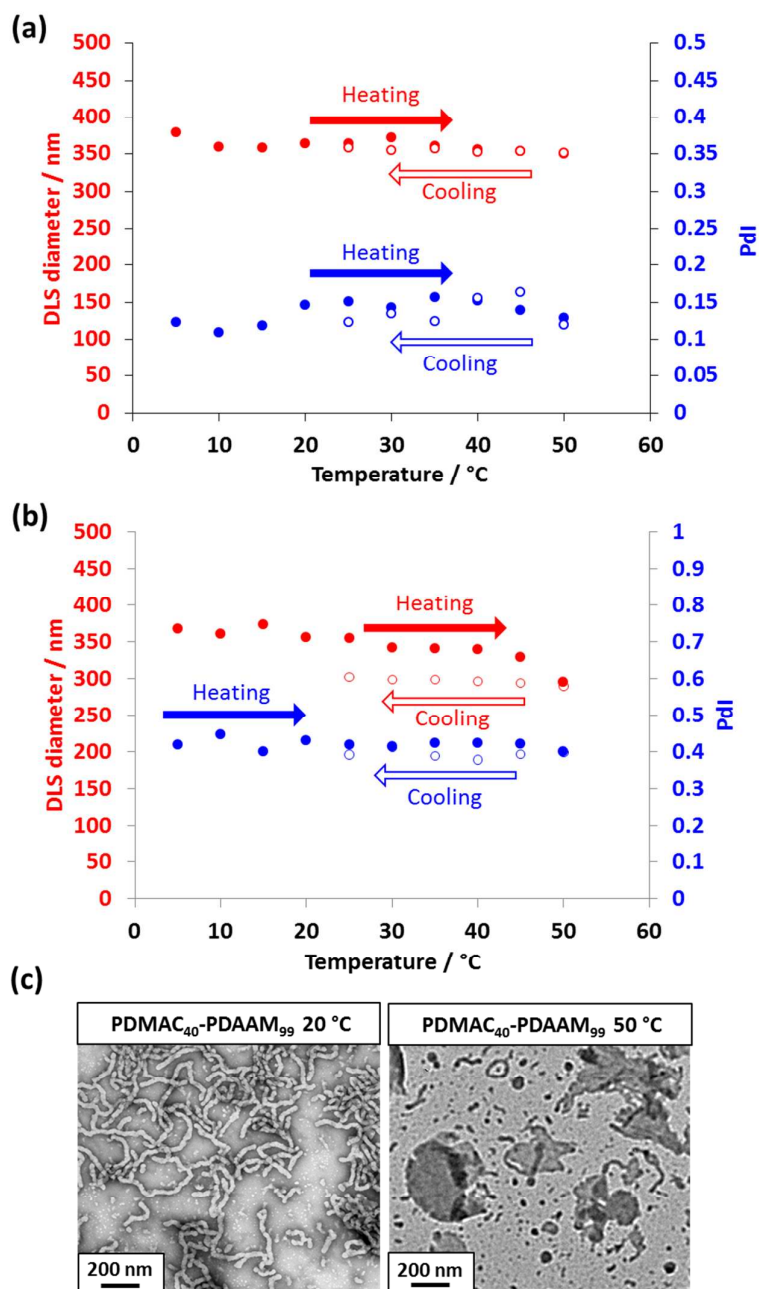 (a)
500
450
400
350
300
250
200
150
100
50
0
DLS diameter / nm
0.5
0.45
0.4
0.35
0.3
0.25
0.2
0.15
0.1
0.05
0
PdI
Heating
Cooling
Heating
Cooling
0 10 20 30 40 50 60
Temperature / °C
(b)
500
450
400
350
300
250
200
150
100
50
0
DLS diameter / nm
1
0.9
0.8
0.7
0.6
0.5
0.4
0.3
0.2
0.1
0
PdI
Heating
Heating
Cooling
Cooling
0 10 20 30 40 50 60
Temperature / °C
(c)
PDMAC₄₀-PDAAM₉₉ 20 °C
PDMAC₄₀-PDAAM₉₉ 50 °C
200 nm
200 nm